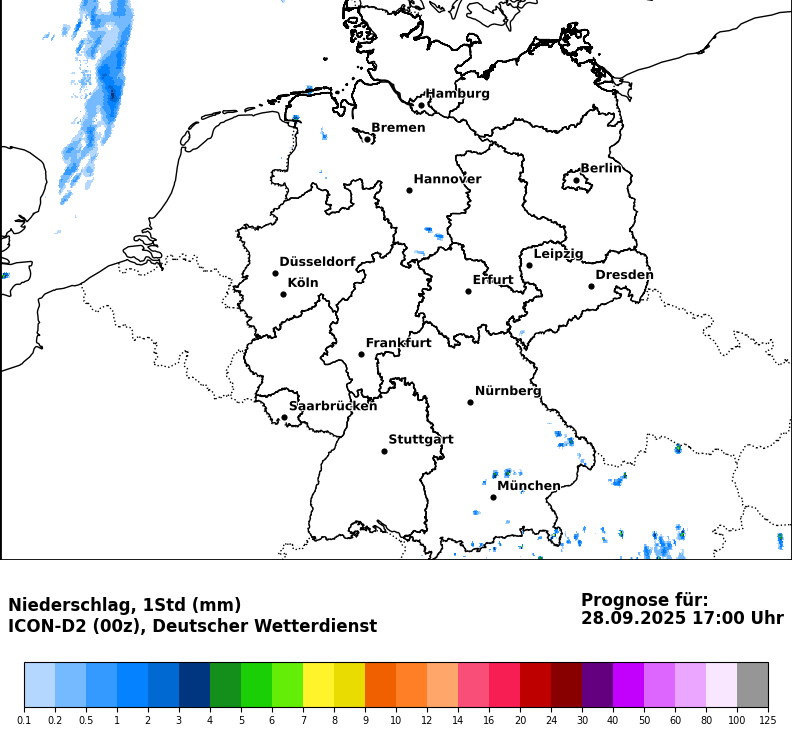 Hamburg
Bremen
Berlin
Hannover
Leipzig
Düsseldorf
Dresden
Köln
Erfurt
Frankfurt
Nürnberg
Saarbrücken
Stuttgart
München
Niederschlag, 1Std (mm)
ICON-D2 (00z), Deutscher Wetterdienst
Prognose für:
28.09.2025 17:00 Uhr
0.1 0.2 0.5 1 2 3 4 5 6 7 8 9 10 12 14 16 20 24 30 40 50 60 80 100 125